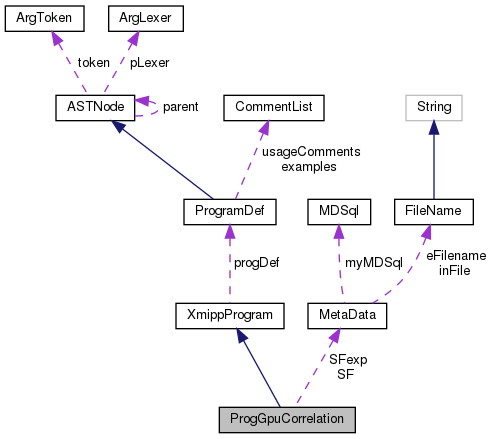 ArgToken
ArgLexer
token
pLexer
ASTNode
parent
CommentList
String
usageComments
examples
ProgramDef
MDSql
FileName
progDef
myMDSql
eFilename
inFile
XmippProgram
MetaData
SFexp
SF
ProgGpuCorrelation